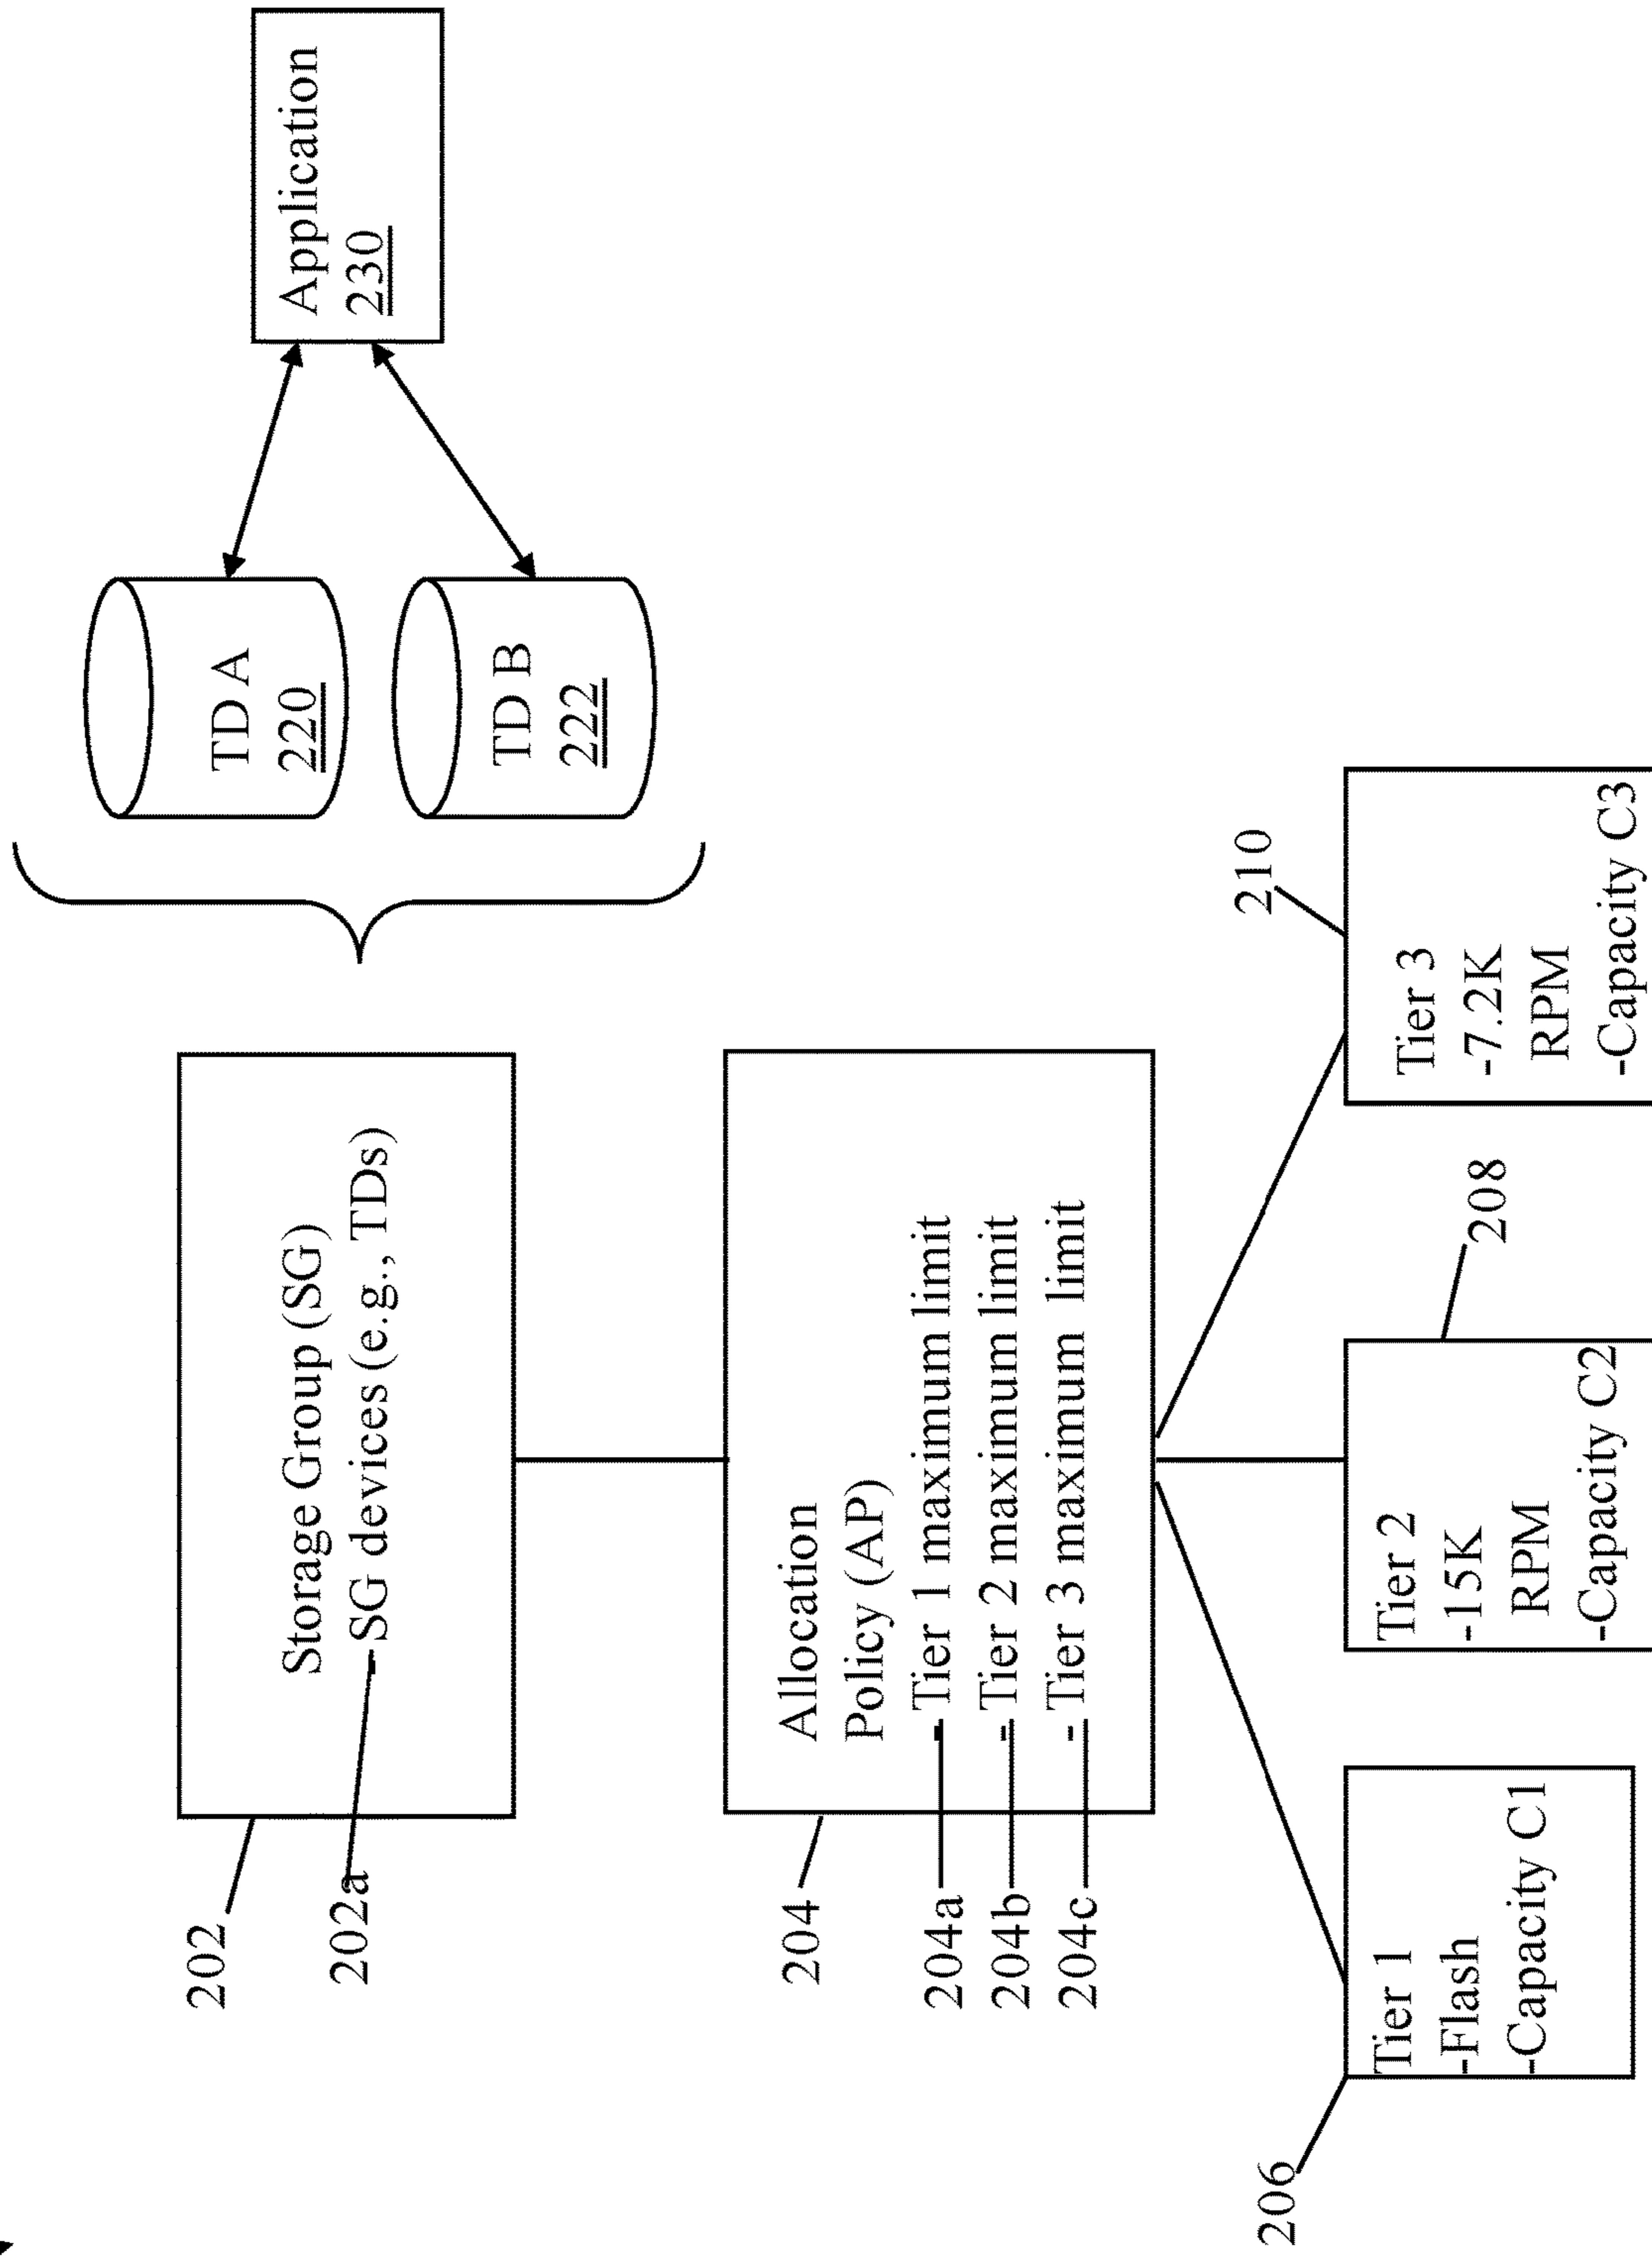 202
202a
Storage Group (SG)
-SG devices (e.g., TDs)
TD A
220
TD B
222
Application
230
204
204a
204b
204c
Allocation
Policy (AP)
-Tier 1 maximum limit
-Tier 2 maximum limit
-Tier 3 maximum limit
206
Tier 1
-Flash
-Capacity C1
208
Tier 2
-15K
RPM
-Capacity C2
210
Tier 3
-7.2K
RPM
-Capacity C3